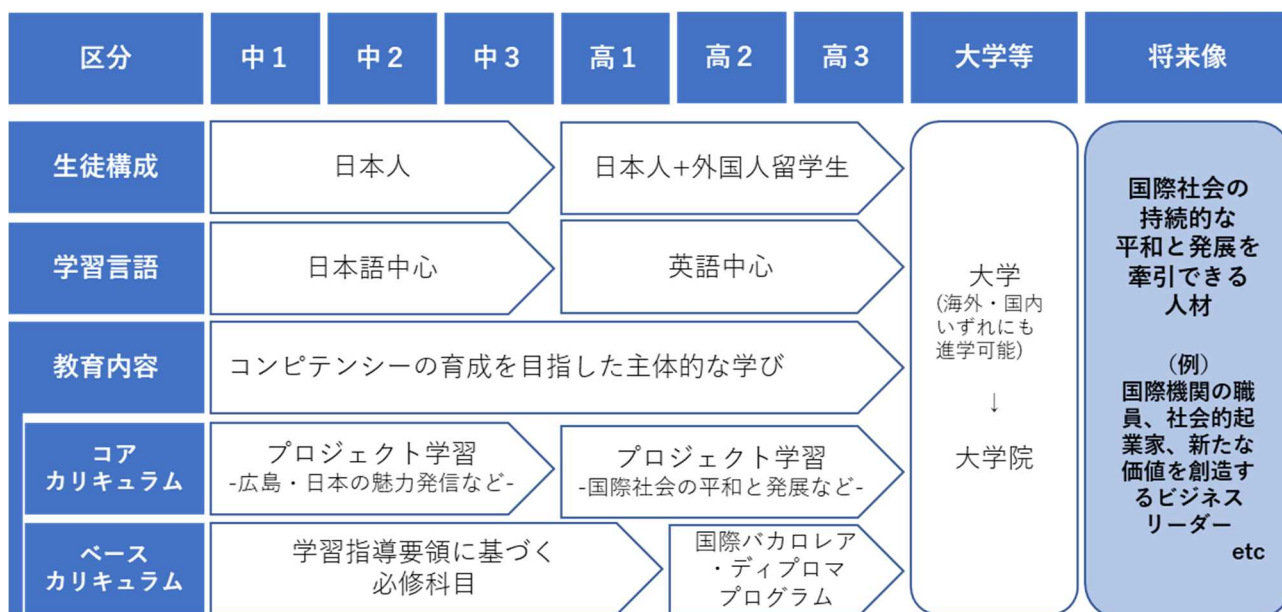 区分 中1 中2 中3 高1 高2 高3 大学等 将来像
生徒構成
日本人
日本人+外国人留学生
学習言語
日本語中心
英語中心
教育内容
コンピテンシーの育成を目指した主体的な学び
コア
カリキュラム
プロジェクト学習
-広島・日本の魅力発信など-
プロジェクト学習
-国際社会の平和と発展など-
ベース
カリキュラム
学習指導要領に基づく
必修科目
国際バカロレア
・ディプロマ
プログラム
大学
(海外・国内
いずれにも
進学可能)
↓
大学院
国際社会の
持続的な
平和と発展を
牽引できる
人材
(例)
国際機関の職
員、社会的起
業家、新たな
価値を創造す
るビジネス
リーダー
etc